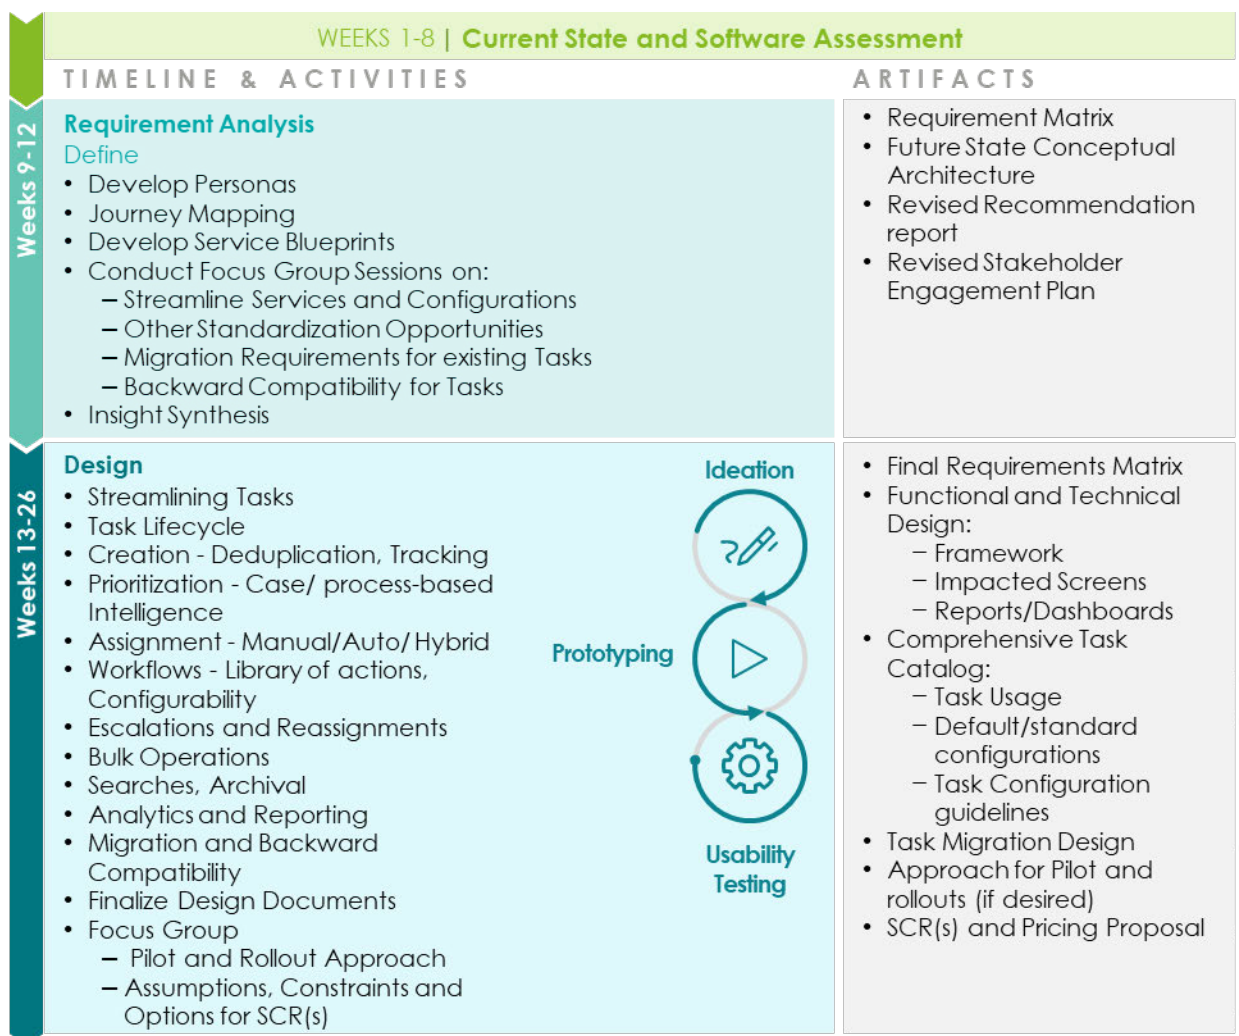 WEEKS 1-8 | Current State and Software Assessment
TIMELINE & ACTIVITIES
ARTIFACTS
Weeks 9-12
Requirement Analysis
Define
• Develop Personas
• Journey Mapping
• Develop Service Blueprints
• Conduct Focus Group Sessions on:
– Streamline Services and Configurations
– Other Standardization Opportunities
– Migration Requirements for existing Tasks
– Backward Compatibility for Tasks
• Insight Synthesis
• Requirement Matrix
• Future State Conceptual
Architecture
• Revised Recommendation
report
• Revised Stakeholder
Engagement Plan
Weeks 13-26
Design
• Streamlining Tasks
• Task Lifecycle
• Creation - Deduplication, Tracking
• Prioritization - Case/ process-based
Intelligence
• Assignment - Manual/Auto/ Hybrid
• Workflows - Library of actions,
Configurability
• Escalations and Reassignments
• Bulk Operations
• Searches, Archival
• Analytics and Reporting
• Migration and Backward
Compatibility
• Finalize Design Documents
• Focus Group
– Pilot and Rollout Approach
– Assumptions, Constraints and
Options for SCR(s)
Ideation
Prototyping
Usability
Testing
• Final Requirements Matrix
• Functional and Technical
Design:
– Framework
– Impacted Screens
– Reports/Dashboards
• Comprehensive Task
Catalog:
– Task Usage
– Default/standard
configurations
– Task Configuration
guidelines
• Task Migration Design
• Approach for Pilot and
rollouts (if desired)
• SCR(s) and Pricing Proposal